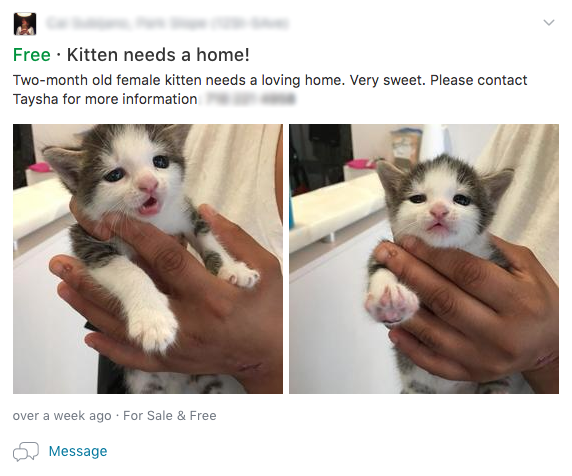 Free · Kitten needs a home!
Two-month old female kitten needs a loving home. Very sweet. Please contact
Taysha for more information
over a week ago · For Sale & Free
Message